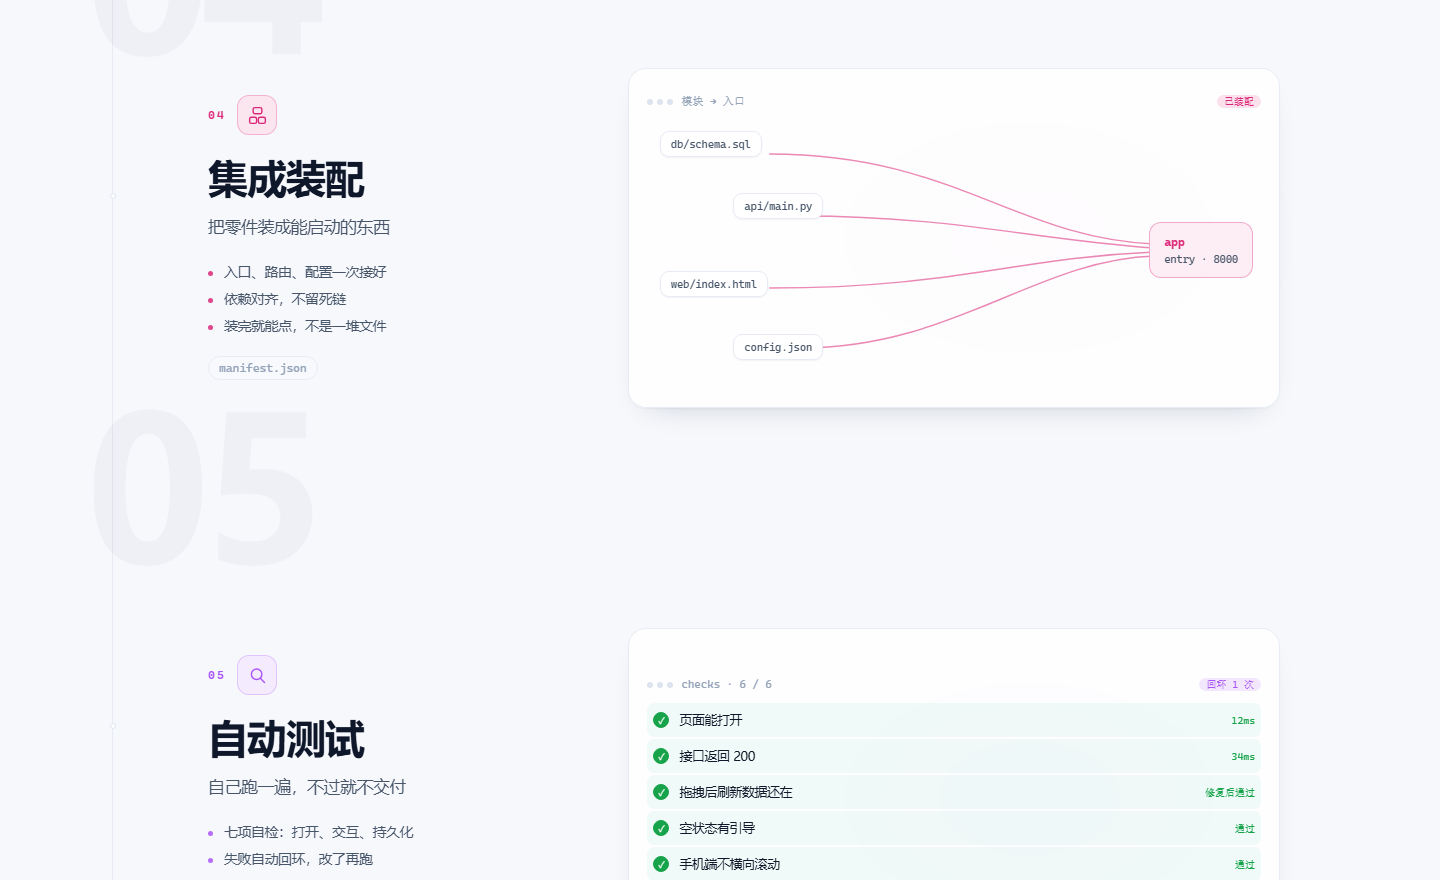 04
04
集成装配
把零件装成能启动的东西
入口、路由、配置一次接好
依赖对齐，不留死链
装完就能点，不是一堆文件
manifest.json
模块 → 入口
已装配
db/schema.sql
api/main.py
web/index.html
config.json
app
entry · 8000
05
05
自动测试
自己跑一遍，不过就不交付
七项自检：打开、交互、持久化
失败自动回环，改了再跑
checks · 6 / 6
回环 1 次
页面能打开
12ms
接口返回 200
34ms
拖拽后刷新数据还在
修复后通过
空状态有引导
通过
手机端不横向滚动
通过